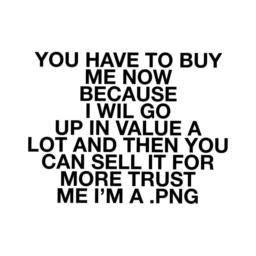 YOU HAVE TO BUY
ME NOW
BECAUSE
I WIL GO
UP IN VALUE A
LOT AND THEN YOU
CAN SELL IT FOR
MORE TRUST
ME I'M A .PNG